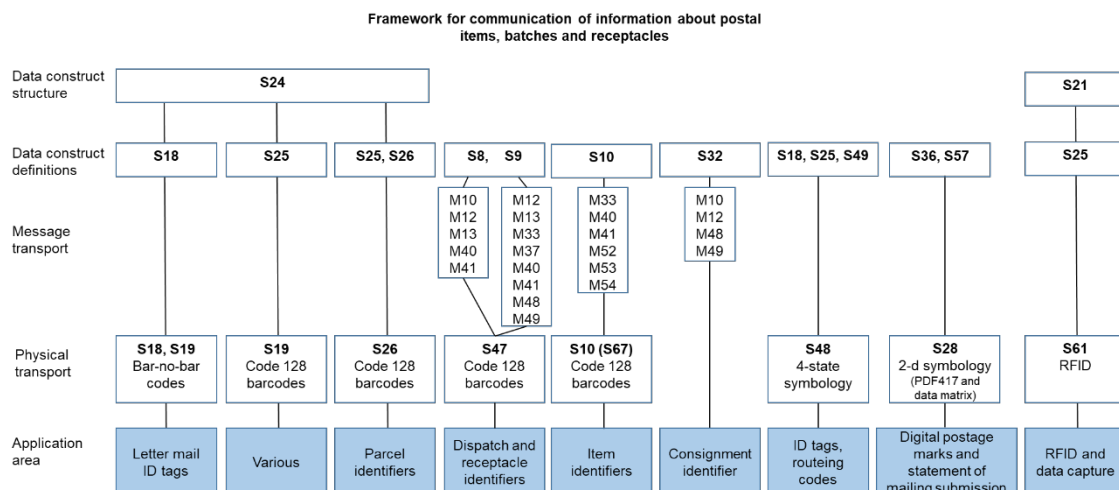 Framework for communication of information about postal
items, batches and receptacles
Data construct
structure
S24
S21
Data construct
definitions
S18
S25
S25, S26
S8, S9
S10
S32
S18, S25, S49
S36, S57
S25
Message
transport
M10
M12
M13
M40
M41
M12
M13
M33
M37
M40
M41
M48
M49
M33
M40
M41
M52
M53
M54
M10
M12
M48
M49
Physical
transport
S18, S19
Bar-no-bar
codes
S19
Code 128
barcodes
S26
Code 128
barcodes
S47
Code 128
barcodes
S10 (S67)
Code 128
barcodes
S48
4-state
symbology
S28
2-d symbology
(PDF417 and
data matrix)
S61
RFID
Application
area
Letter mail
ID tags
Various
Parcel
identifiers
Dispatch and
receptacle
identifiers
Item
identifiers
Consignment
identifier
ID tags,
routeing
codes
Digital postage
marks and
statement of
mailing submission
RFID and
data capture